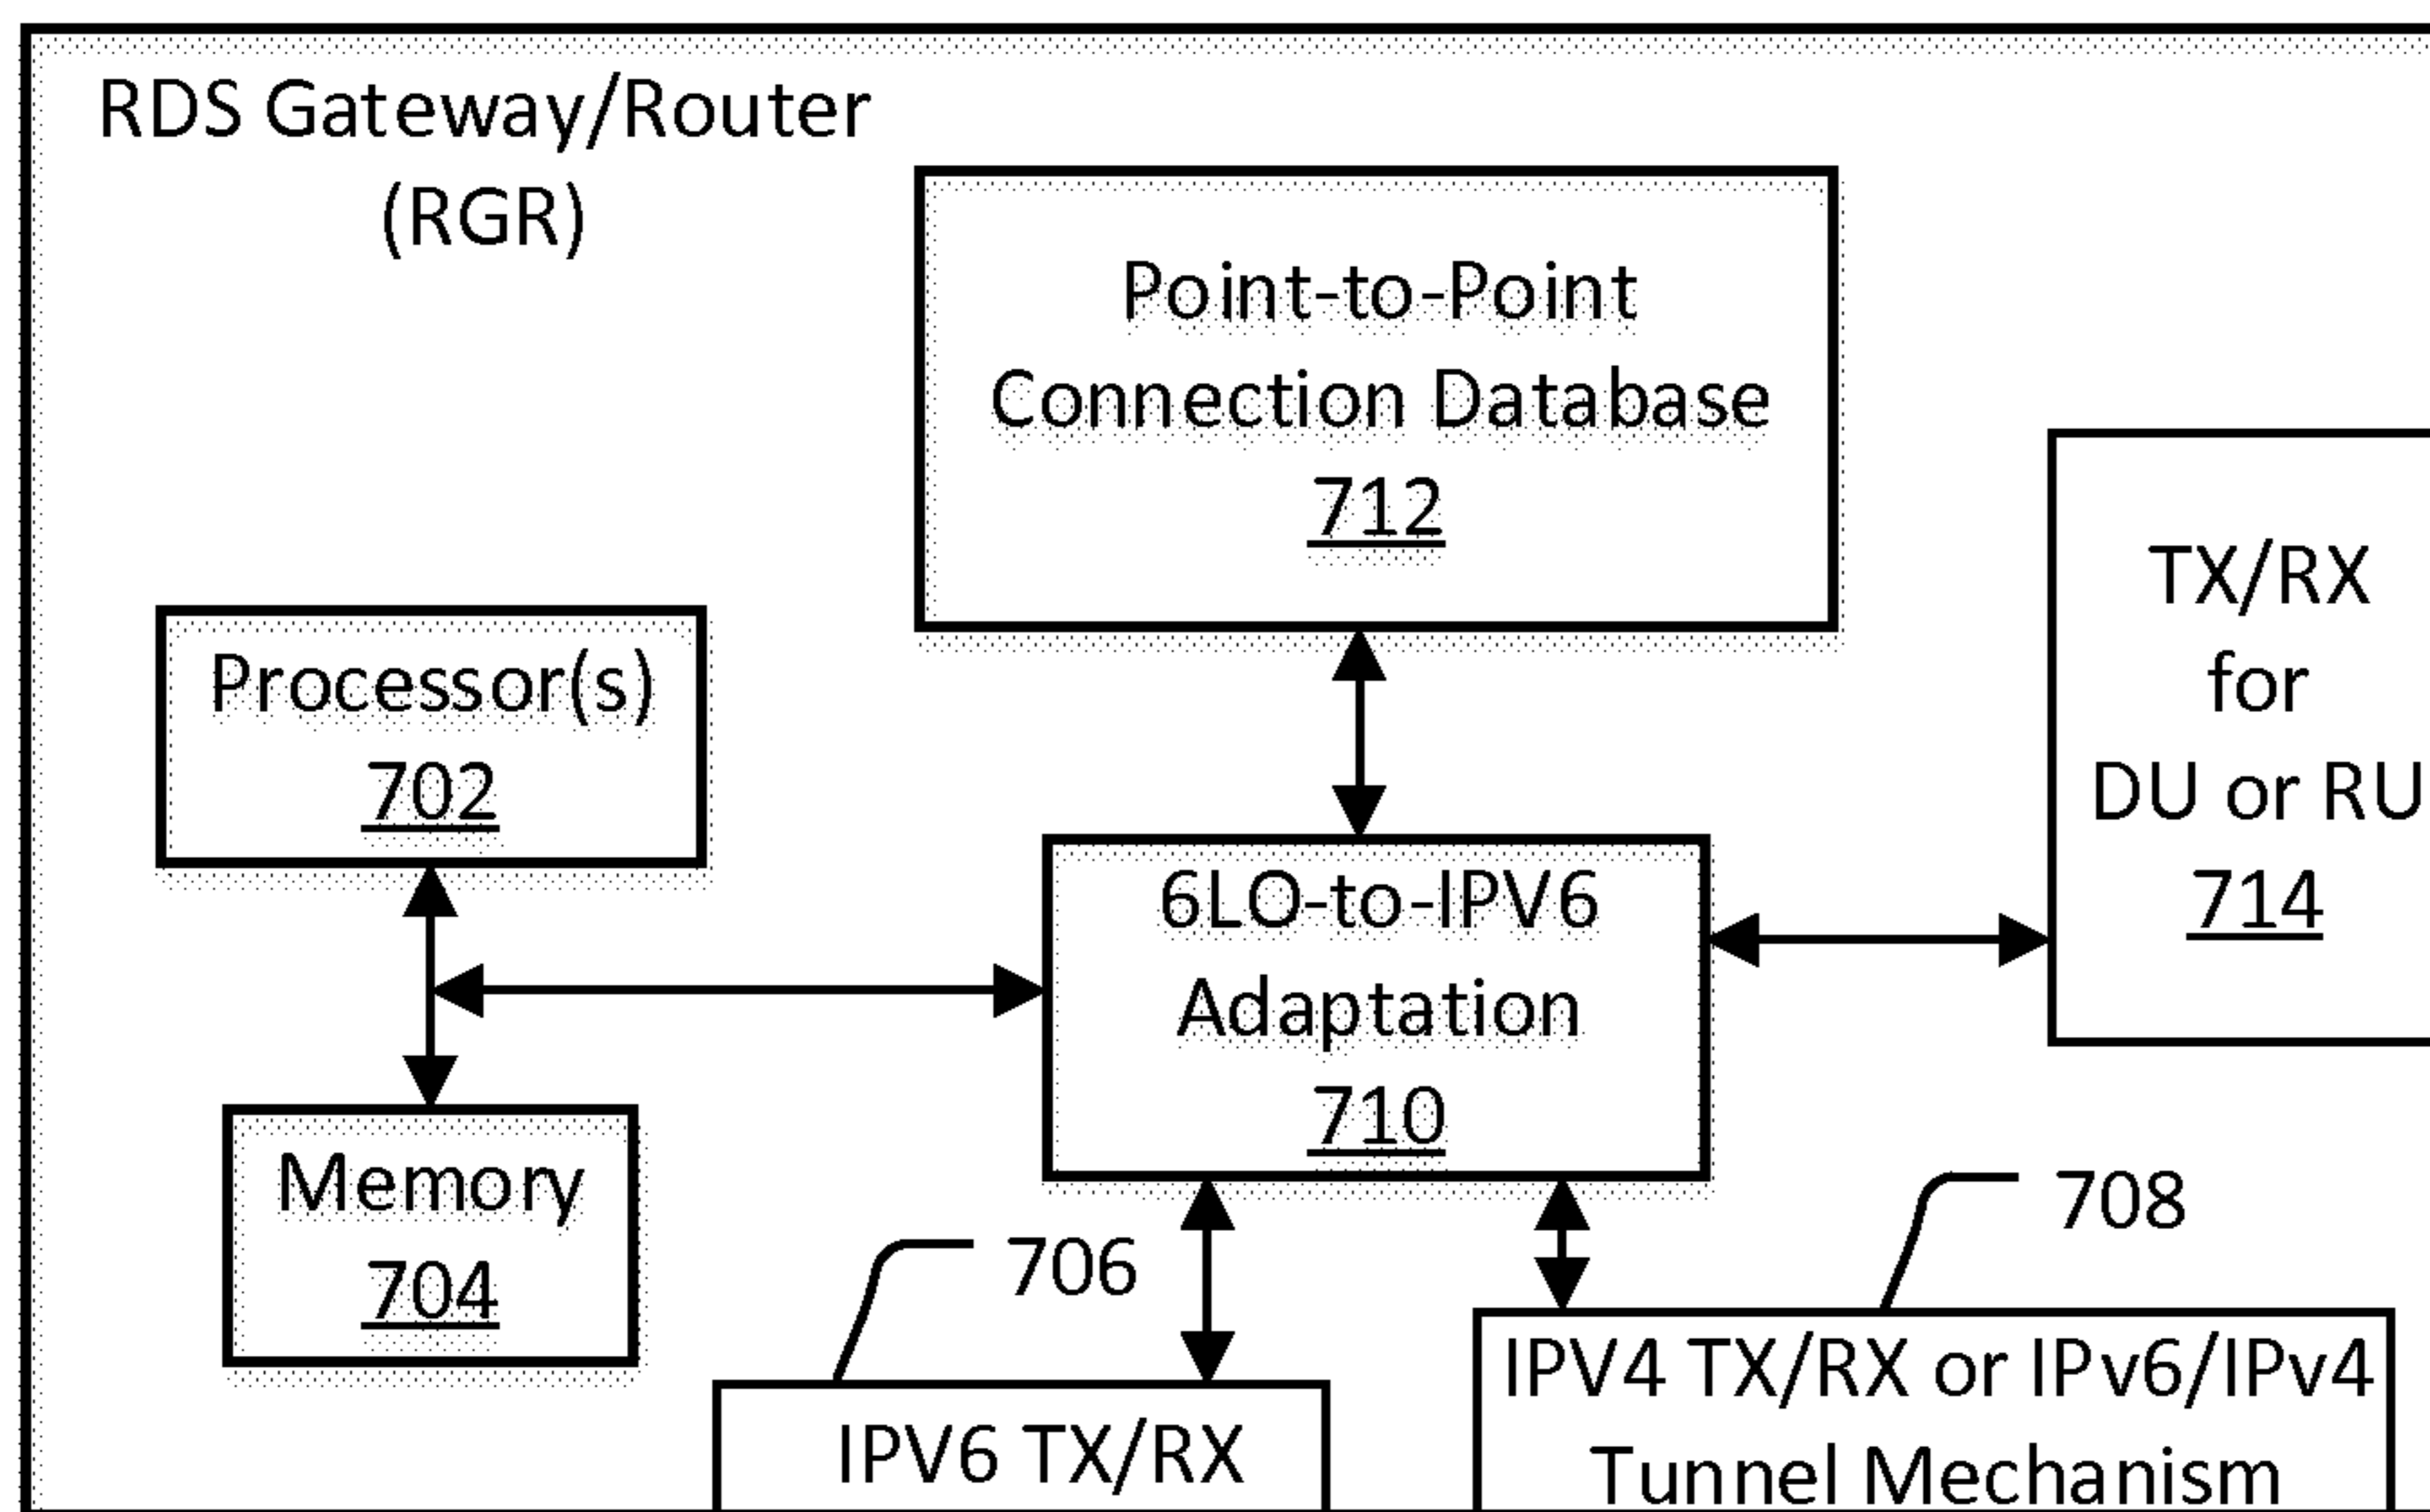 RDS Gateway/Router
(RGR)
Point-to-Point
Connection Database
712
TX/RX
for
DU or RU
714
Processor(s)
702
6LO-to-IPV6
Adaptation
710
Memory
704
706
708
IPV6 TX/RX
IPV4 TX/RX or IPv6/IPv4
Tunnel Mechanism